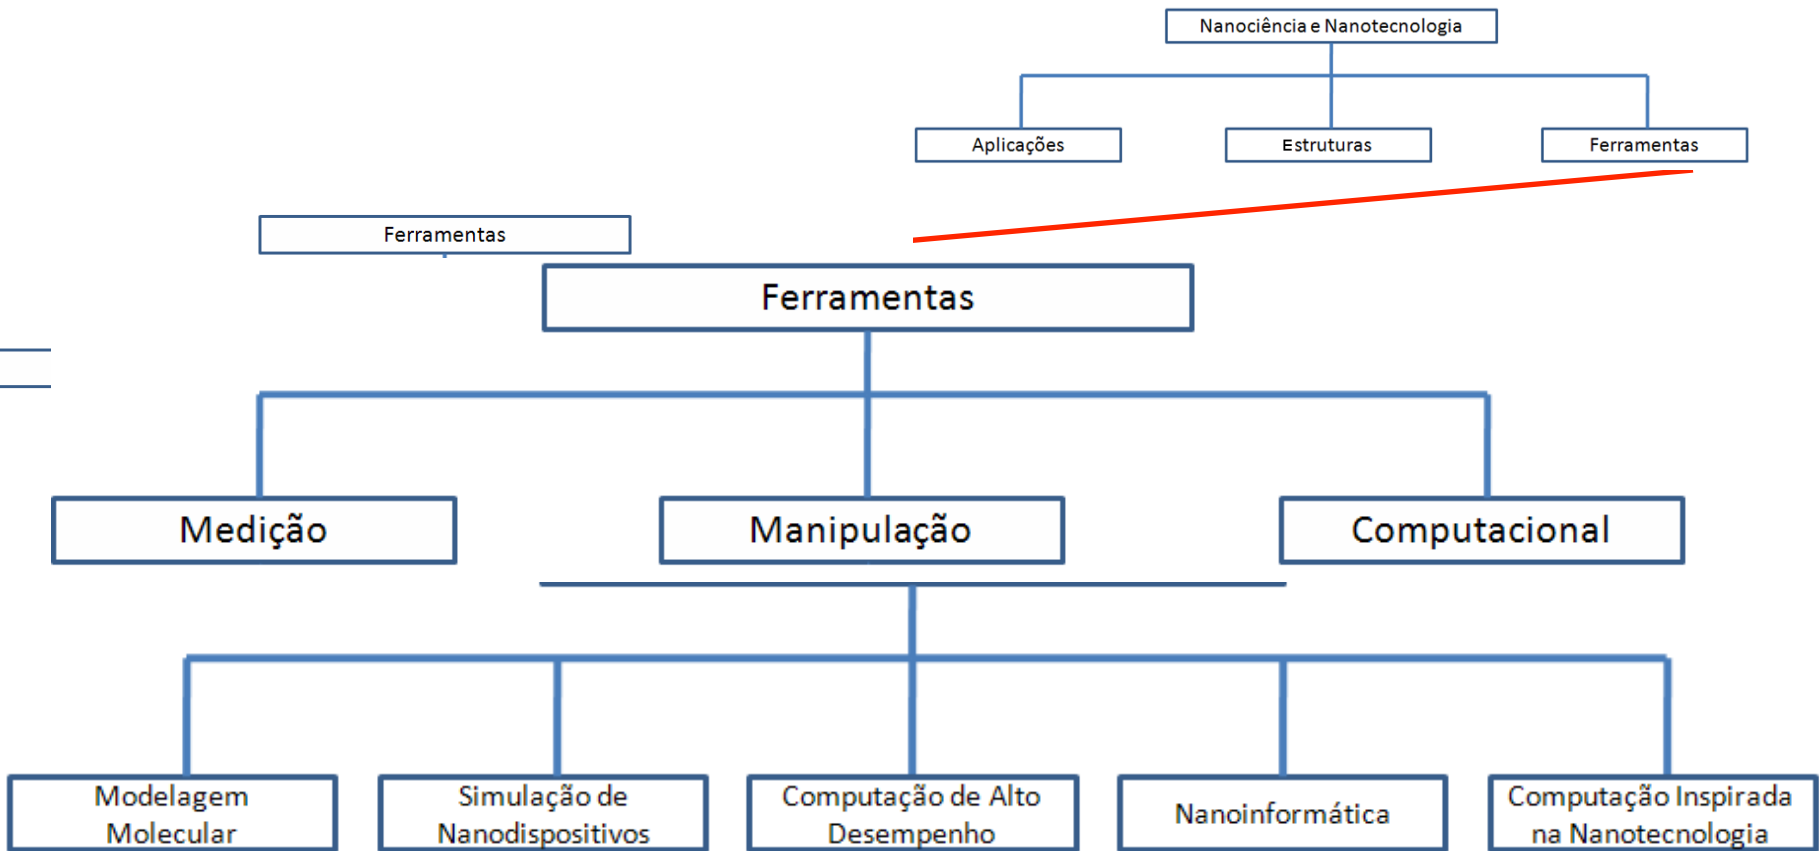 Nanociência e Nanotecnologia
Aplicações
Estruturas
Ferramentas
Ferramentas
Ferramentas
Medição
Manipulação
Computacional
Modelagem
Molecular
Simulação de
Nanodispositivos
Computação de Alto
Desempenho
Nanoinformática
Computação Inspirada
na Nanotecnologia